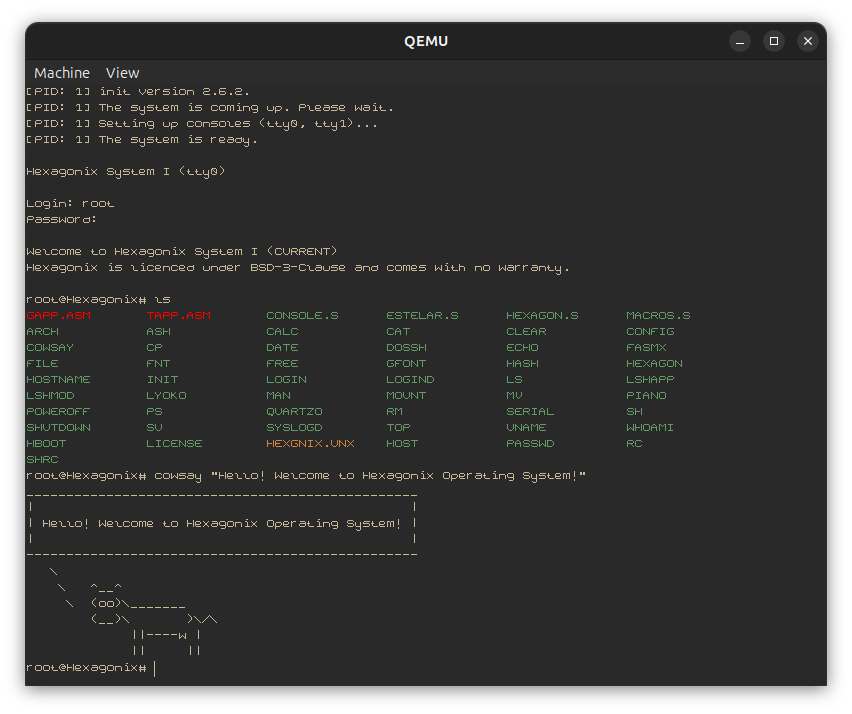 QEMU
Machine View
[PID: 1] init version 2.6.2.
[PID: 1] The system is coming up. Please wait.
[PID: 1] Setting up consoles (tty0, tty1)...
[PID: 1] The system is ready.
Hexagonix System I (tty0)
Login: root
Password:
Welcome to Hexagonix System I (CURRENT)
Hexagonix is licenced under BSD-3-Clause and comes with no warranty.
root@Hexagonix# ls
GAPP.ASM TAPP.ASM CONSOLE.S ESTELAR.S HEXAGON.S MACROS.S
ARCH ASH CALC CAT CLEAR CONFIG
COWSAY CP DATE DOSSH ECHO FASMX
FILE FNT FREE GFONT HASH HEXAGON
HOSTNAME INIT LOGIN LOGIND LS LSHAPP
LSHMOD LYOKO MAN MOUNT MV PIANO
POWEROFF PS QUARTZO RM SERIAL SH
SHUTDOWN SU SYSLOGD TOP UNAME WHOAMI
HBOOT LICENSE HEXGNIX.UNX HOST PASSWD RC
SHRC
root@Hexagonix# cowsay "Hello! Welcome to Hexagonix Operating System!"
-------------------------------------------------
|                                               |
| Hello! Welcome to Hexagonix Operating System! |
|                                               |
-------------------------------------------------
   \
    \   ^__^
     \  (oo)\_______
        (__)\       )\/\
             ||----w |
             ||     ||
root@Hexagonix#